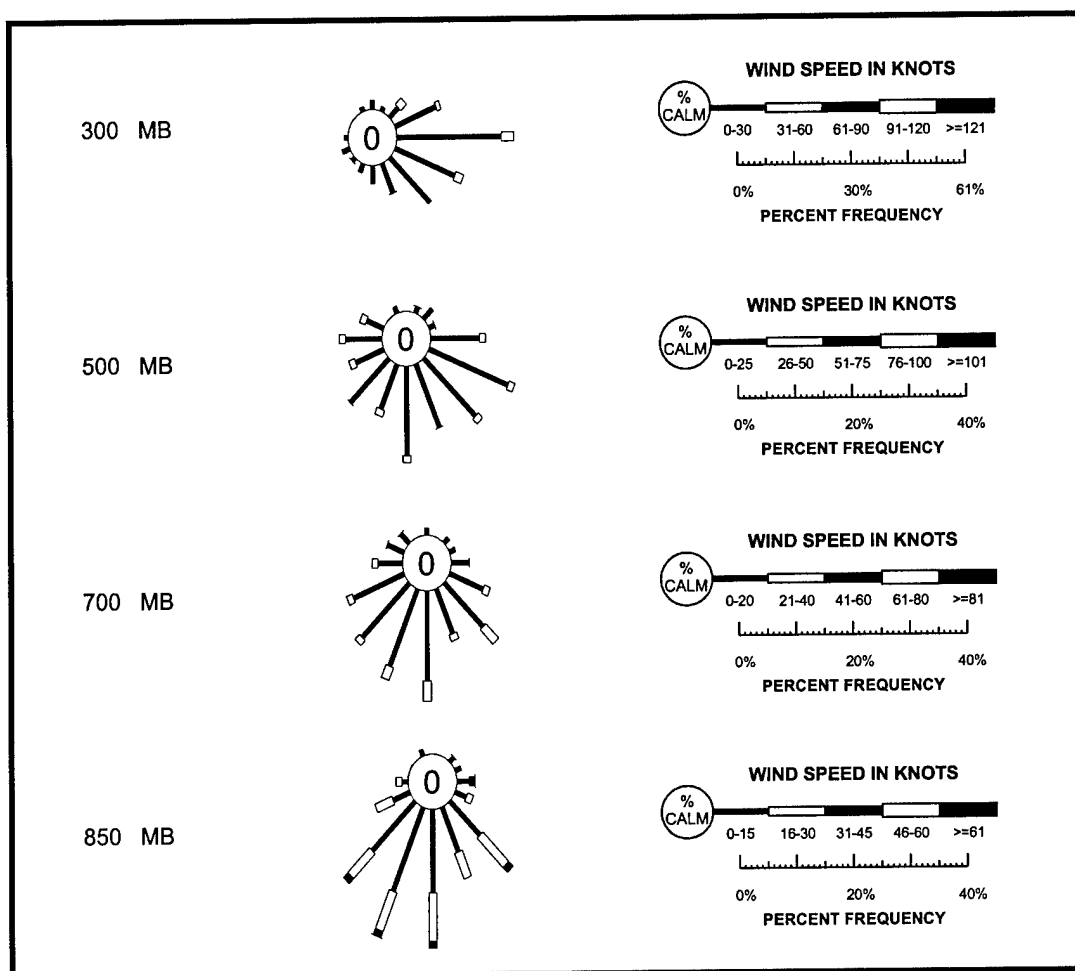 WIND SPEED IN KNOTS
300 MB
0
% CALM
0-30 31-60 61-90 91-120 >=121
0% 30% 61%
PERCENT FREQUENCY
WIND SPEED IN KNOTS
500 MB
0
% CALM
0-25 26-50 51-75 76-100 >=101
0% 20% 40%
PERCENT FREQUENCY
WIND SPEED IN KNOTS
700 MB
0
% CALM
0-20 21-40 41-60 61-80 >=81
0% 20% 40%
PERCENT FREQUENCY
WIND SPEED IN KNOTS
850 MB
0
% CALM
0-15 16-30 31-45 46-60 >=61
0% 20% 40%
PERCENT FREQUENCY